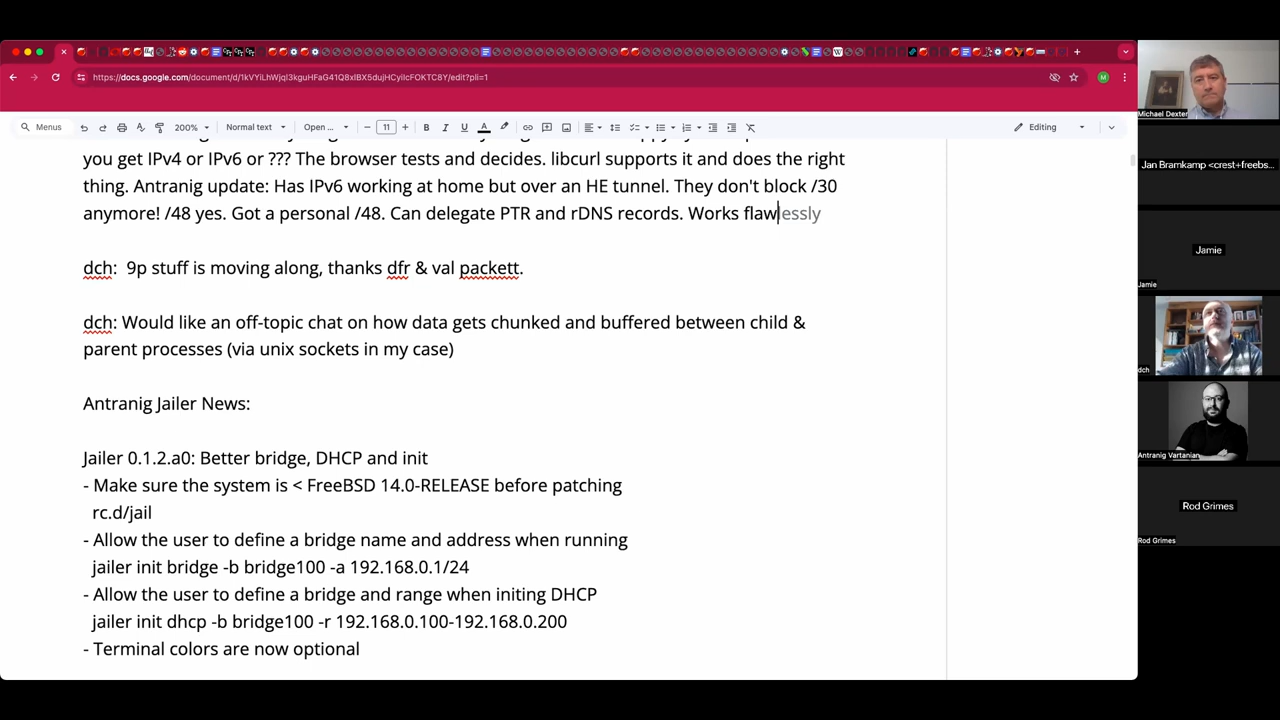 https://docs.google.com/document/d/1kVYiLhWjqI3kguHFaG41Q8xlBX5dujHCyiIcFOKTC8Y/edit?pli=1
M
Menus
200%
Normal text
Open ...
11
Editing
you get IPv4 or IPv6 or ??? The browser tests and decides. libcurl supports it and does the right
thing. Antranig update: Has IPv6 working at home but over an HE tunnel. They don't block /30
anymore! /48 yes. Got a personal /48. Can delegate PTR and rDNS records. Works flawlessly
dch:  9p stuff is moving along, thanks dfr & val packett.
dch: Would like an off-topic chat on how data gets chunked and buffered between child &
parent processes (via unix sockets in my case)
Antranig Jailer News:
Jailer 0.1.2.a0: Better bridge, DHCP and init
- Make sure the system is < FreeBSD 14.0-RELEASE before patching
rc.d/jail
- Allow the user to define a bridge name and address when running
jailer init bridge -b bridge100 -a 192.168.0.1/24
- Allow the user to define a bridge and range when initing DHCP
jailer init dhcp -b bridge100 -r 192.168.0.100-192.168.0.200
- Terminal colors are now optional
Michael Dexter
Jan Bramkamp <crest+freebs...
Jamie
Jamie
dch
Antranig Vartanian
Rod Grimes
Rod Grimes